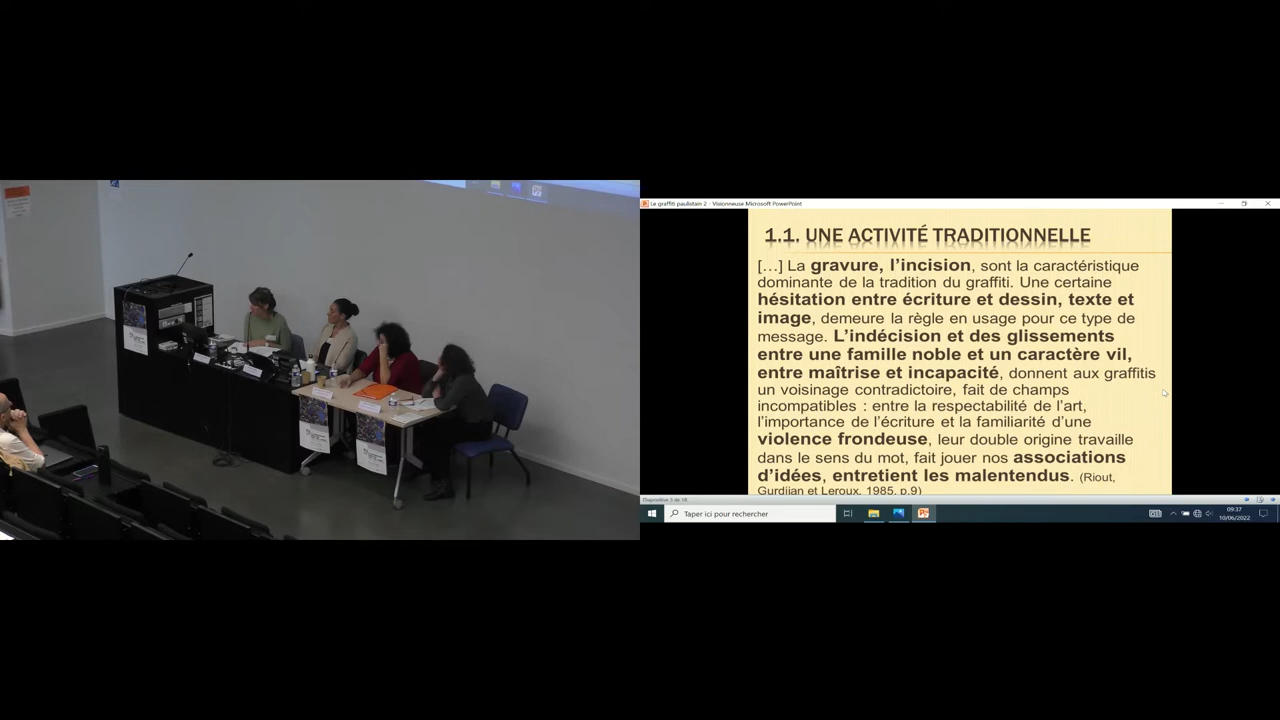 Le graffiti paulistain 2 - Visionneuse Microsoft PowerPoint
1.1. UNE ACTIVITÉ TRADITIONNELLE
[…] La gravure, l’incision, sont la caractéristique
dominante de la tradition du graffiti. Une certaine
hésitation entre écriture et dessin, texte et
image, demeure la règle en usage pour ce type de
message. L’indécision et des glissements
entre une famille noble et un caractère vil,
entre maîtrise et incapacité, donnent aux graffitis
un voisinage contradictoire, fait de champs
incompatibles : entre la respectabilité de l’art,
l’importance de l’écriture et la familiarité d’une
violence frondeuse, leur double origine travaille
dans le sens du mot, fait jouer nos associations
d’idées, entretient les malentendus. (Riout,
Gurdjian et Leroux, 1985, p.9)
Diapositive 3 de 18
Taper ici pour rechercher
09:37
10/06/2022